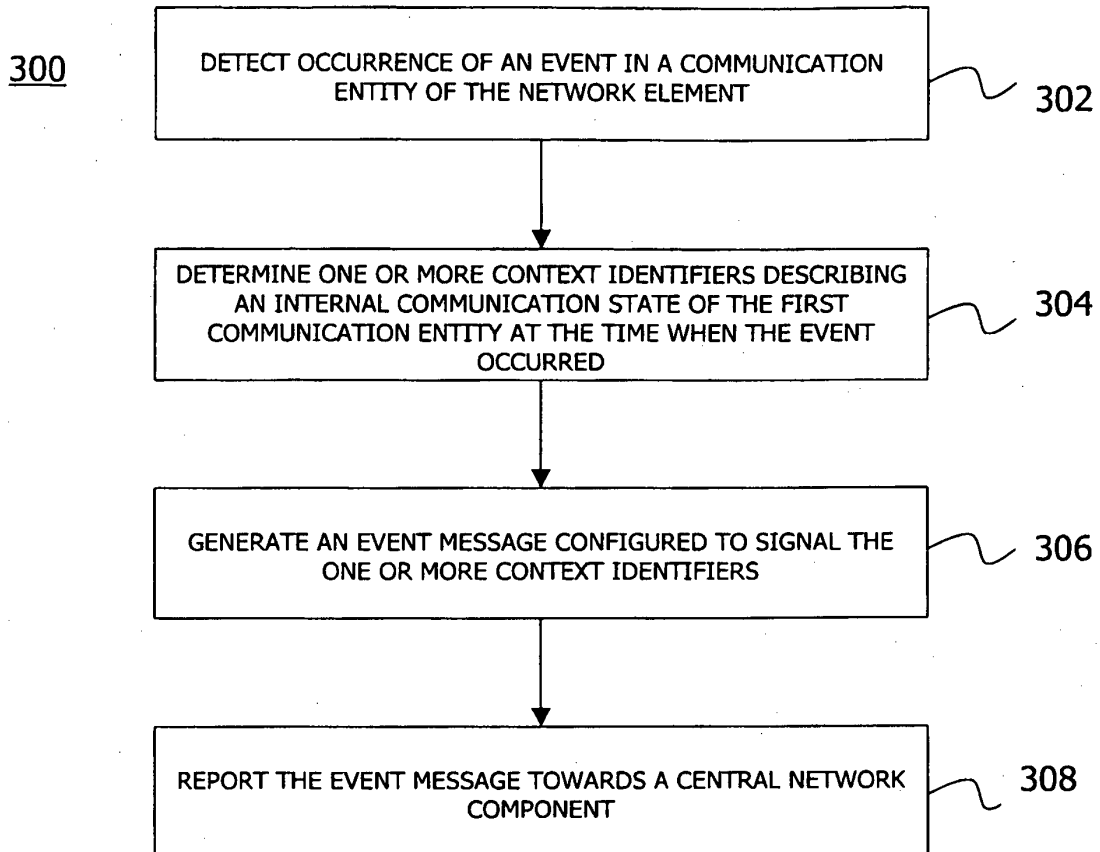 300
DETECT OCCURRENCE OF AN EVENT IN A COMMUNICATION
ENTITY OF THE NETWORK ELEMENT
302
DETERMINE ONE OR MORE CONTEXT IDENTIFIERS DESCRIBING
AN INTERNAL COMMUNICATION STATE OF THE FIRST
COMMUNICATION ENTITY AT THE TIME WHEN THE EVENT
OCCURRED
304
GENERATE AN EVENT MESSAGE CONFIGURED TO SIGNAL THE
ONE OR MORE CONTEXT IDENTIFIERS
306
REPORT THE EVENT MESSAGE TOWARDS A CENTRAL NETWORK
COMPONENT
308